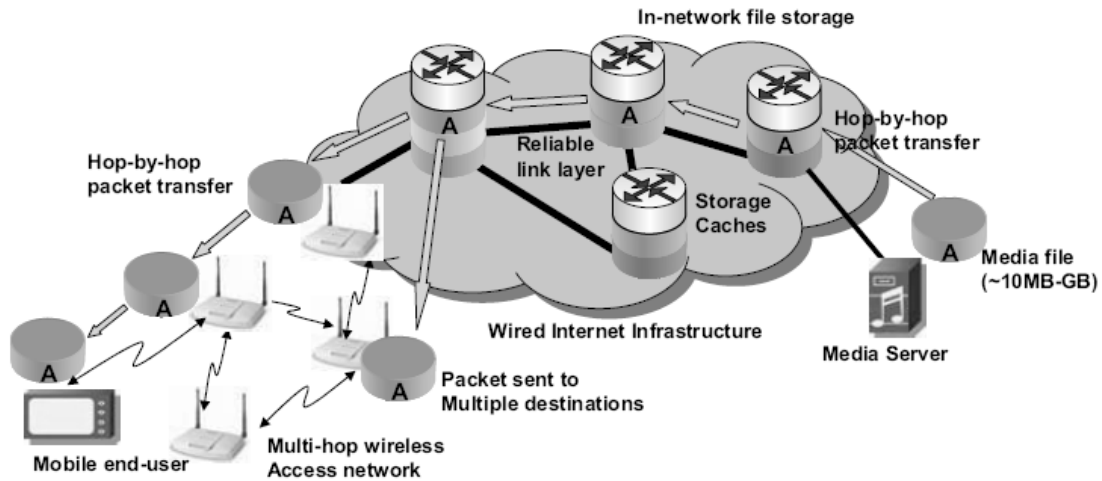 In-network file storage
A
A
A
Hop-by-hop
packet transfer
Reliable
link layer
Hop-by-hop
packet transfer
A
Storage
Caches
A
Media file
(~10MB-GB)
A
Wired Internet Infrastructure
Media Server
A
A
Packet sent to
Multiple destinations
Multi-hop wireless
Access network
Mobile end-user